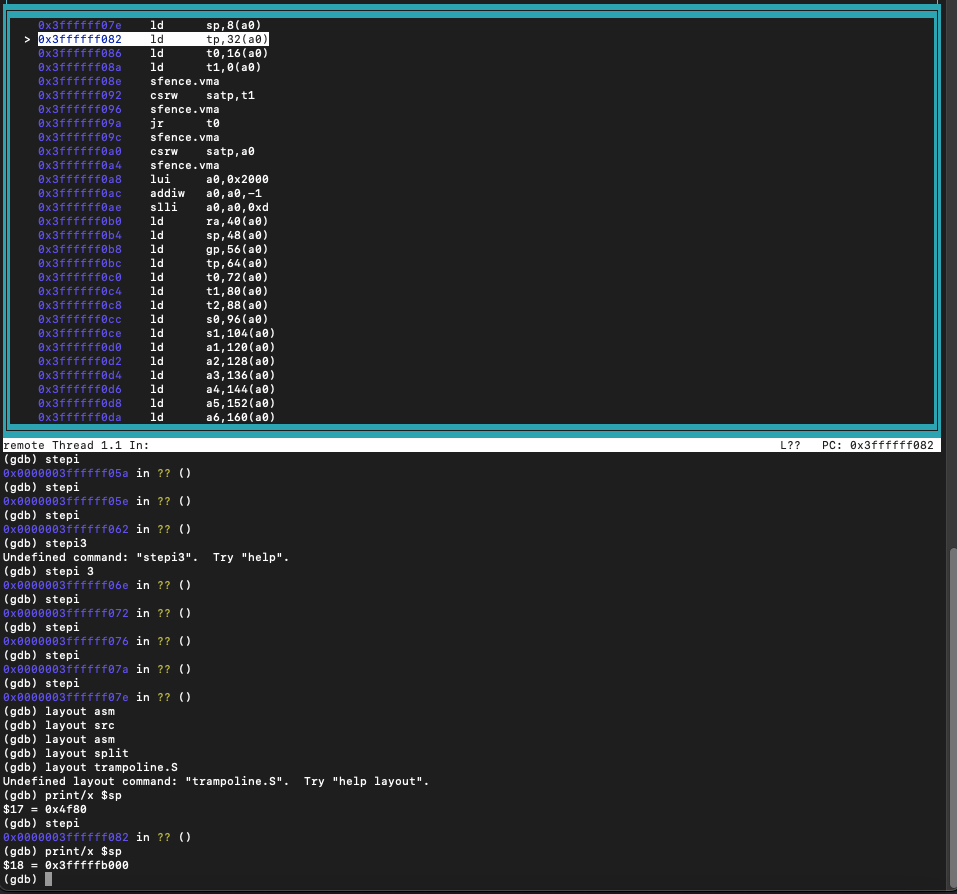 0x3ffffff07e    ld      sp,8(a0)
> 0x3ffffff082    ld      tp,32(a0)
0x3ffffff086    ld      t0,16(a0)
0x3ffffff08a    ld      t1,0(a0)
0x3ffffff08e    sfence.vma
0x3ffffff092    csrw    satp,t1
0x3ffffff096    sfence.vma
0x3ffffff09a    jr      t0
0x3ffffff09c    sfence.vma
0x3ffffff0a0    csrw    satp,a0
0x3ffffff0a4    sfence.vma
0x3ffffff0a8    lui     a0,0x2000
0x3ffffff0ac    addiw   a0,a0,-1
0x3ffffff0ae    slli    a0,a0,0xd
0x3ffffff0b0    ld      ra,40(a0)
0x3ffffff0b4    ld      sp,48(a0)
0x3ffffff0b8    ld      gp,56(a0)
0x3ffffff0bc    ld      tp,64(a0)
0x3ffffff0c0    ld      t0,72(a0)
0x3ffffff0c4    ld      t1,80(a0)
0x3ffffff0c8    ld      t2,88(a0)
0x3ffffff0cc    ld      s0,96(a0)
0x3ffffff0ce    ld      s1,104(a0)
0x3ffffff0d0    ld      a1,120(a0)
0x3ffffff0d2    ld      a2,128(a0)
0x3ffffff0d4    ld      a3,136(a0)
0x3ffffff0d6    ld      a4,144(a0)
0x3ffffff0d8    ld      a5,152(a0)
0x3ffffff0da    ld      a6,160(a0)
remote Thread 1.1 In:    L??   PC: 0x3ffffff082
(gdb) stepi
0x0000003ffffff05a in ?? ()
(gdb) stepi
0x0000003ffffff05e in ?? ()
(gdb) stepi
0x0000003ffffff062 in ?? ()
(gdb) stepi3
Undefined command: "stepi3".  Try "help".
(gdb) stepi 3
0x0000003ffffff06e in ?? ()
(gdb) stepi
0x0000003ffffff072 in ?? ()
(gdb) stepi
0x0000003ffffff076 in ?? ()
(gdb) stepi
0x0000003ffffff07a in ?? ()
(gdb) stepi
0x0000003ffffff07e in ?? ()
(gdb) layout asm
(gdb) layout src
(gdb) layout asm
(gdb) layout split
(gdb) layout trampoline.S
Undefined layout command: "trampoline.S".  Try "help layout".
(gdb) print/x $sp
$17 = 0x4f80
(gdb) stepi
0x0000003ffffff082 in ?? ()
(gdb) print/x $sp
$18 = 0x3fffffb000
(gdb)